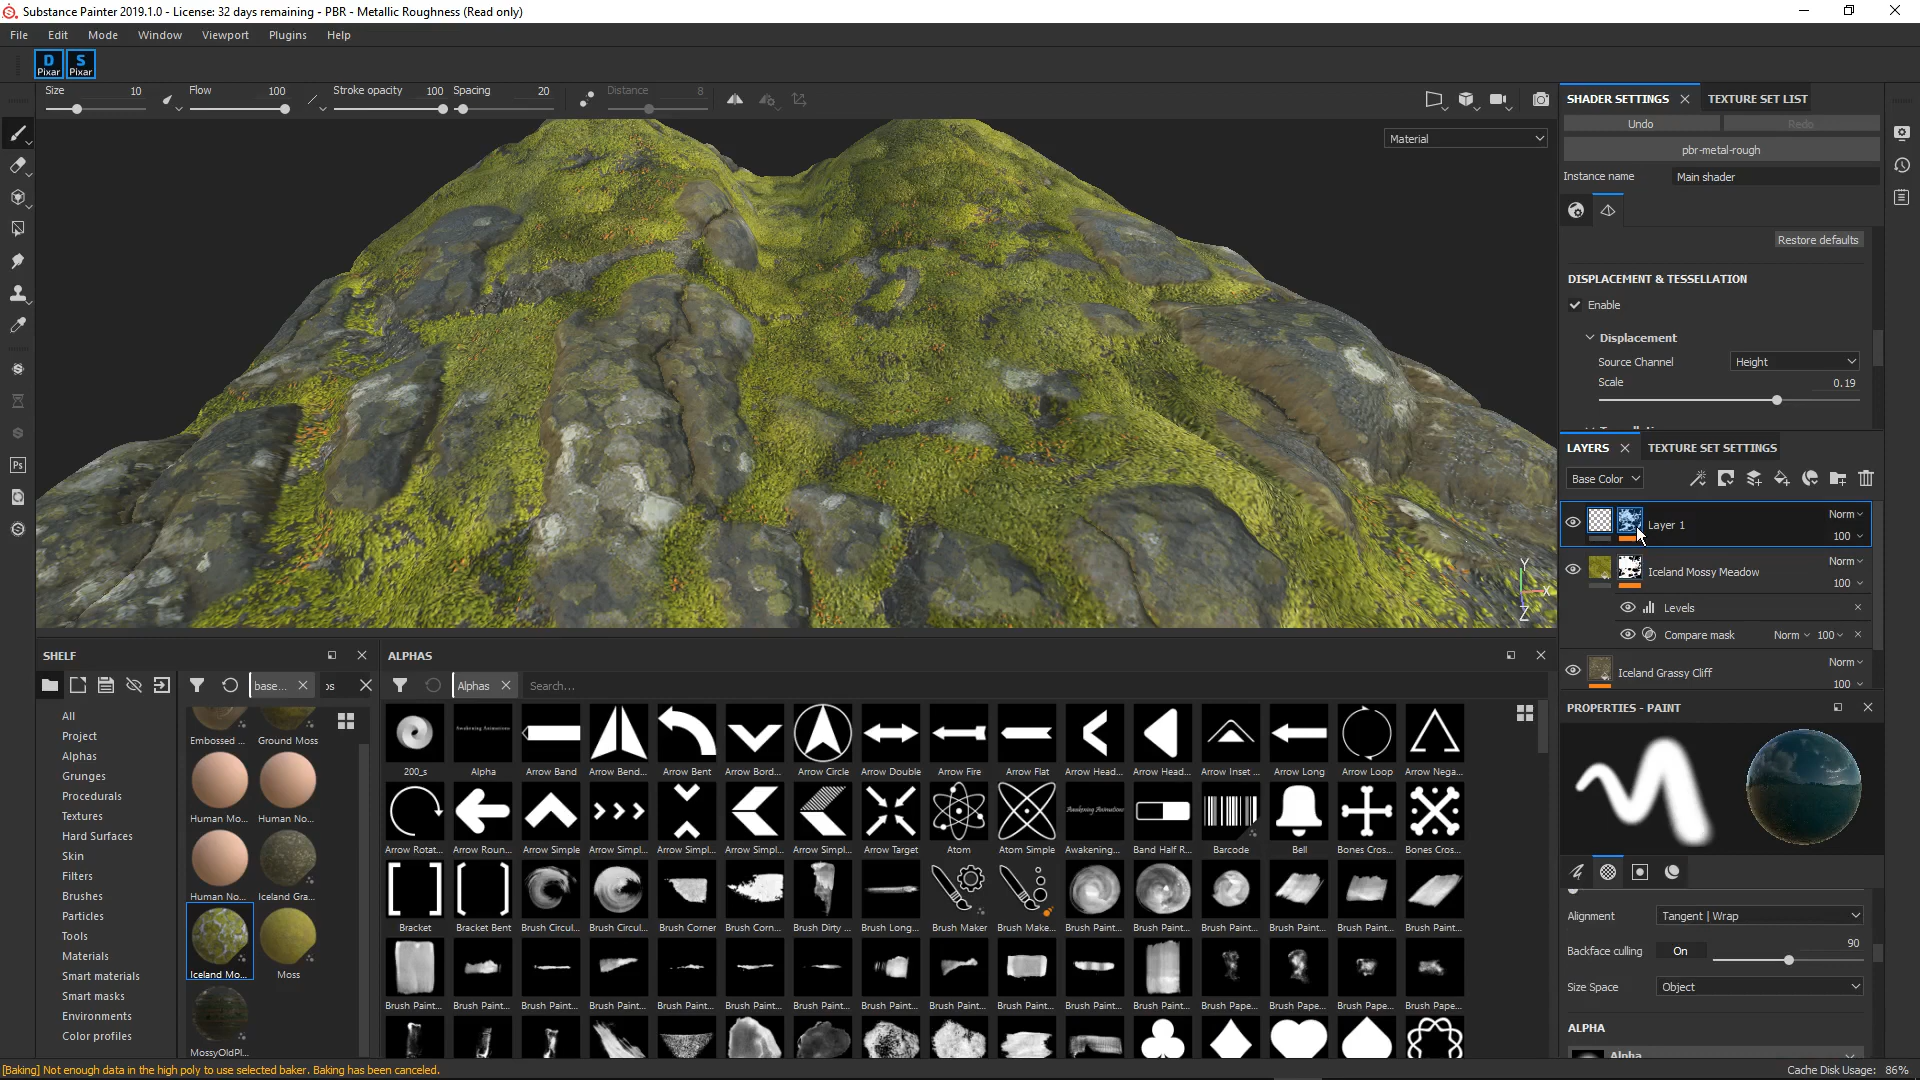 Substance Painter 2019.1.0 - License: 32 days remaining - PBR - Metallic Roughness (Read only)
File Edit Mode Window Viewport Plugins Help
D Pixar S Pixar
Size 10 Flow 100 Stroke opacity 100 Spacing 20 Distance 8
Material
SHADER SETTINGS TEXTURE SET LIST
Undo Redo
pbr-metal-rough
Instance name Main shader
Restore defaults
DISPLACEMENT & TESSELLATION
Enable
Displacement
Source Channel Height
Scale 0.19
LAYERS TEXTURE SET SETTINGS
Base Color
Layer 1 Norm 100
Iceland Mossy Meadow Norm 100
Levels
Compare mask Norm 100
Iceland Grassy Cliff Norm 100
Y X Z
PROPERTIES - PAINT
Ps
Alignment Tangent | Wrap
Backface culling On 90
Size Space Object
ALPHA
Alpha
SHELF
base... os
All
Project
Alphas
Grunges
Procedurals
Textures
Hard Surfaces
Skin
Filters
Brushes
Particles
Tools
Materials
Smart materials
Smart masks
Environments
Color profiles
Embossed ... Ground Moss
Human Mo... Human No...
Human No... Iceland Gra...
Iceland Mo... Moss
MossyOldPl...
ALPHAS
Alphas Search...
200_s Alpha Arrow Band Arrow Bend... Arrow Bent Arrow Bord... Arrow Circle Arrow Double Arrow Fire Arrow Flat Arrow Head... Arrow Head... Arrow Inset ... Arrow Long Arrow Loop Arrow Nega...
Arrow Rotat... Arrow Roun... Arrow Simple Arrow Simpl... Arrow Simpl... Arrow Simpl... Arrow Simpl... Arrow Target Atom Atom Simple Awakening... Band Half R... Barcode Bell Bones Cros... Bones Cros...
Bracket Bracket Bent Brush Circul... Brush Circul... Brush Corner Brush Corn... Brush Dirty ... Brush Long... Brush Maker Brush Make... Brush Paint... Brush Paint... Brush Paint... Brush Paint... Brush Paint... Brush Paint...
Brush Paint... Brush Paint... Brush Paint... Brush Paint... Brush Paint... Brush Paint... Brush Paint... Brush Paint... Brush Paint... Brush Paint... Brush Paint... Brush Paint... Brush Pape... Brush Pape... Brush Pape... Brush Pape...
[Baking] Not enough data in the high poly to use selected baker. Baking has been canceled.
Cache Disk Usage: 86%